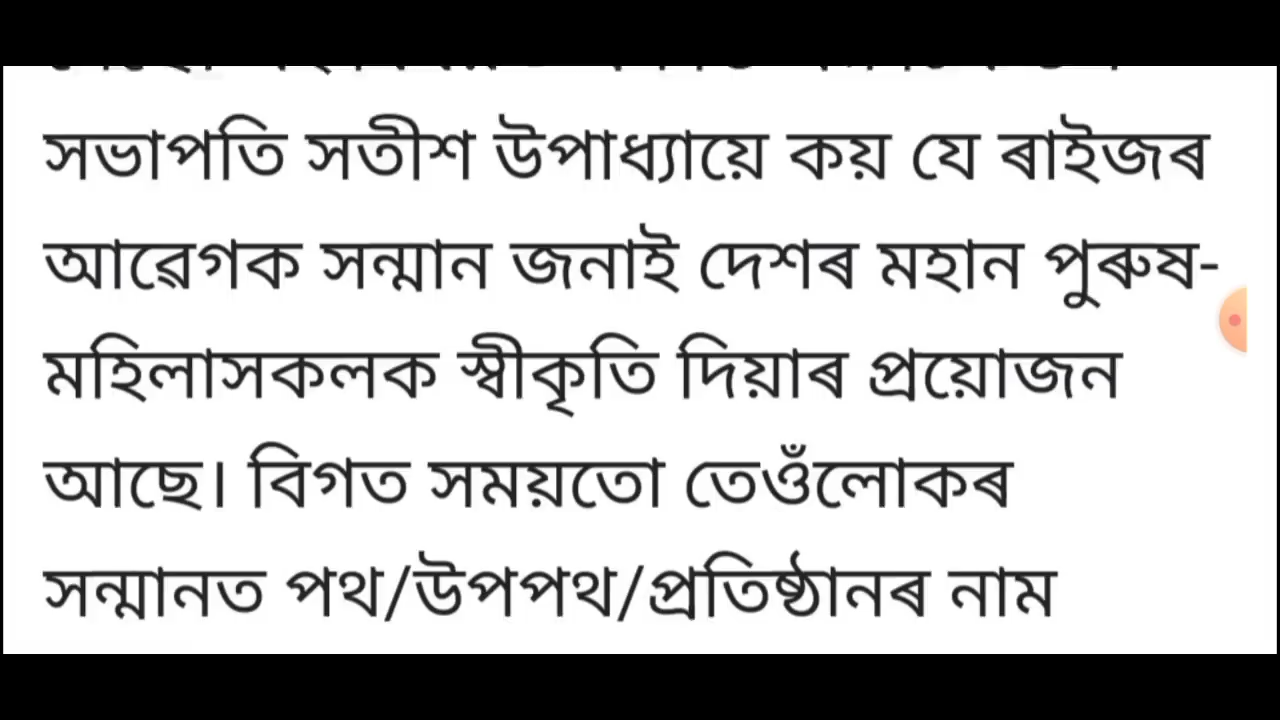 সভাপতি সতীশ উপাধ্যায়ে কয় যে ৰাইজৰ
আৱেগক সন্মান জনাই দেশৰ মহান পুৰুষ-
মহিলাসকলক স্বীকৃতি দিয়াৰ প্ৰয়োজন
আছে। বিগত সময়তো তেওঁলোকৰ
সন্মানত পথ/উপপথ/প্ৰতিষ্ঠানৰ নাম